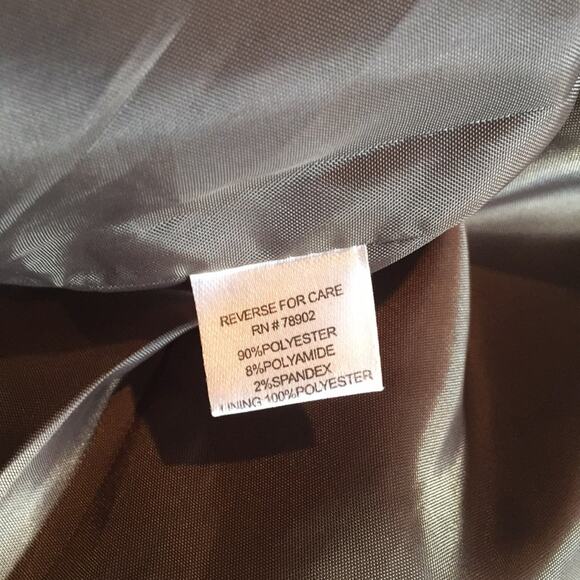 REVERSE FOR CARE
RN # 78902
90%POLYESTER
8%POLYAMIDE
2%SPANDEX
LINING 100%POLYESTER